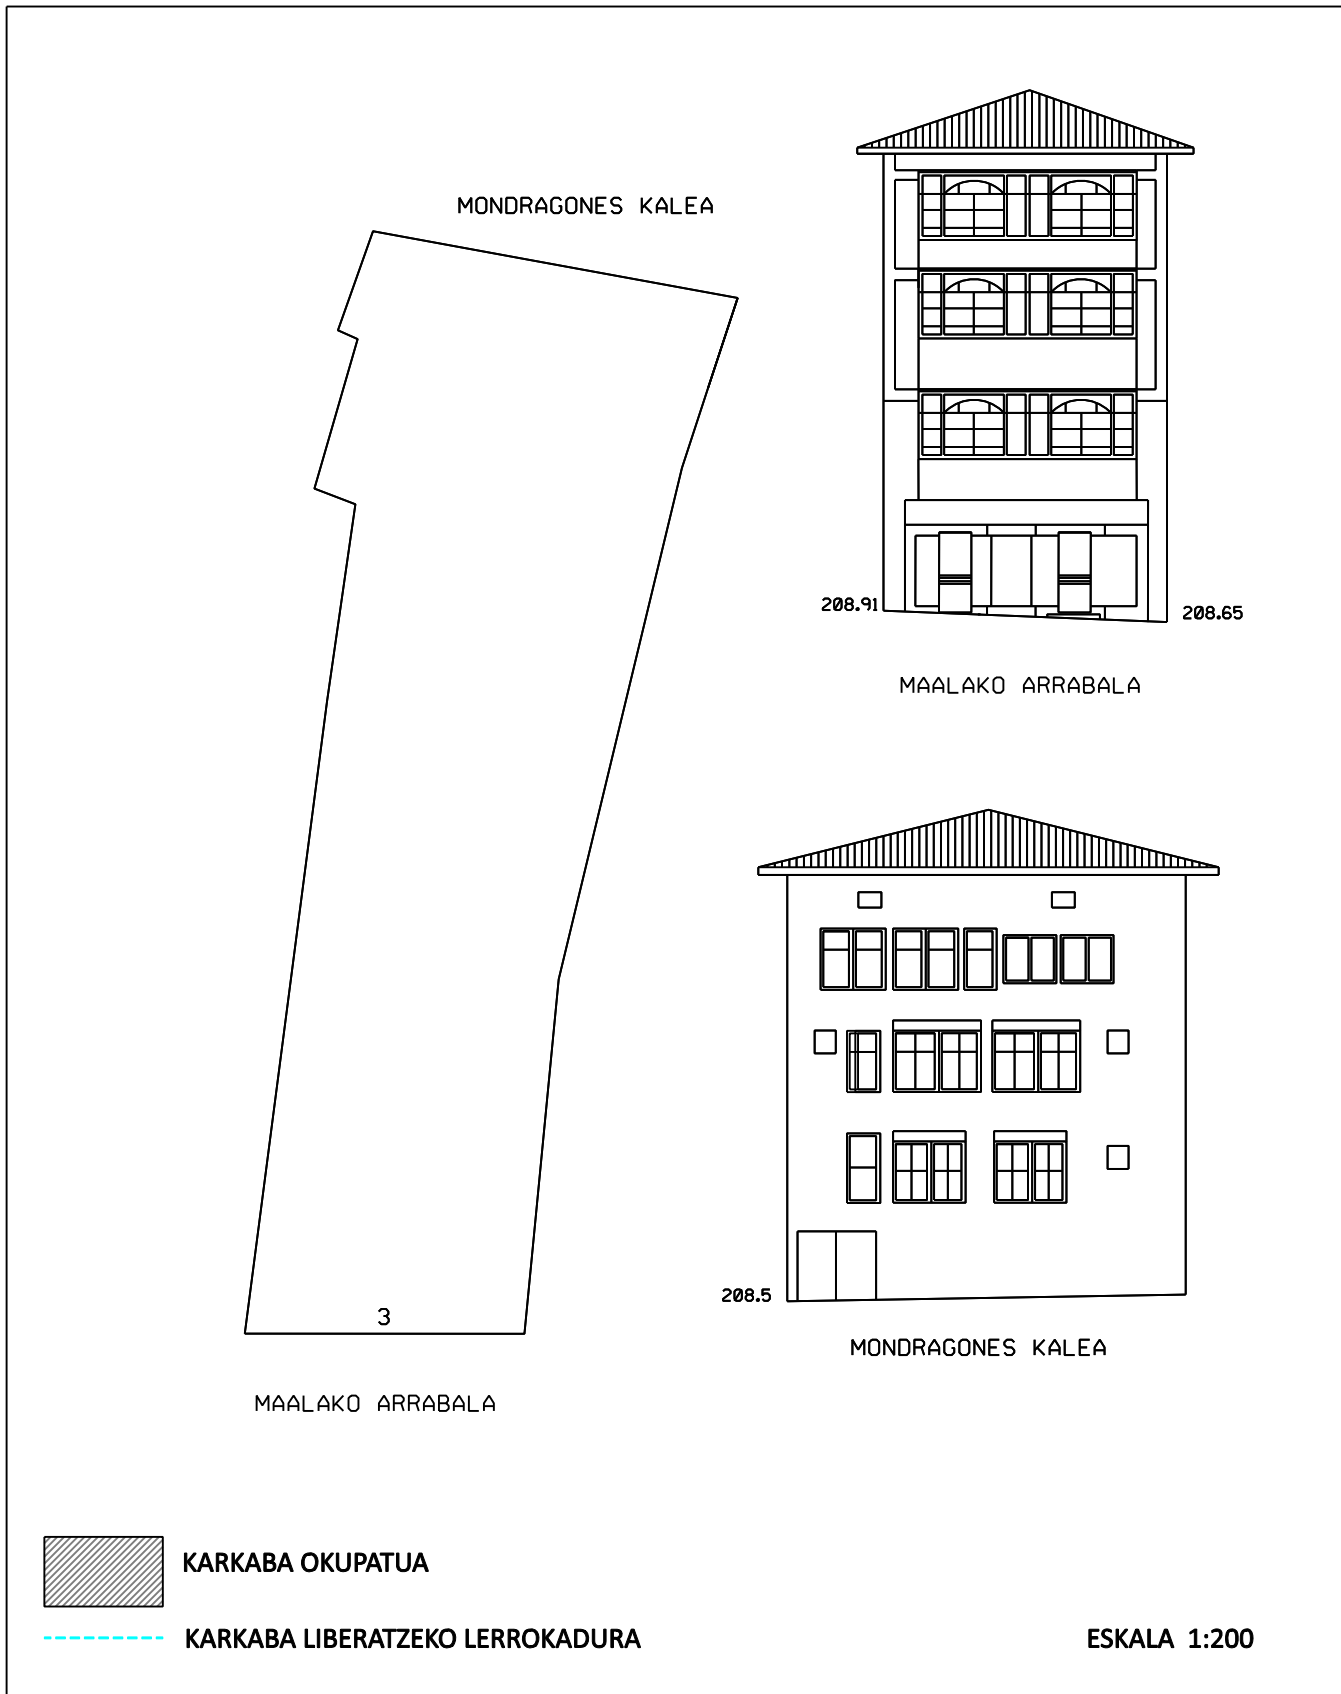 MONDRAGONES KALEA
208.91
208.65
MAALAKO ARRABALA
208.5
MONDRAGONES KALEA
3
MAALAKO ARRABALA
KARKABA OKUPATUA
KARKABA LIBERATZEKO LERROKADURA
ESKALA 1:200